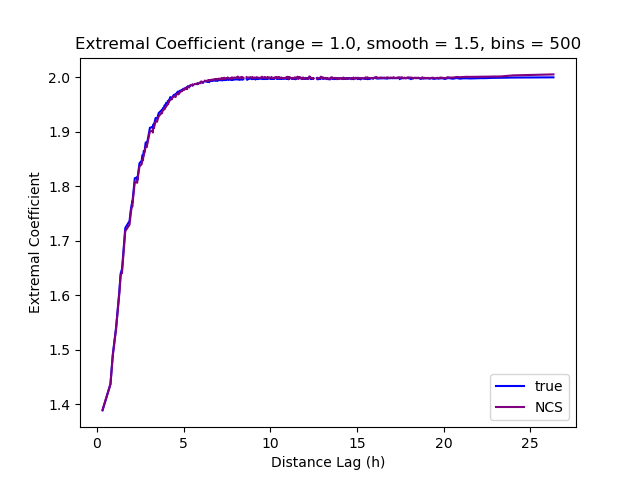 Extremal Coefficient (range = 1.0, smooth = 1.5, bins = 500
2.0
1.9
1.8
1.7
1.6
1.5
1.4
Extremal Coefficient
0 5 10 15 20 25
Distance Lag (h)
true
NCS